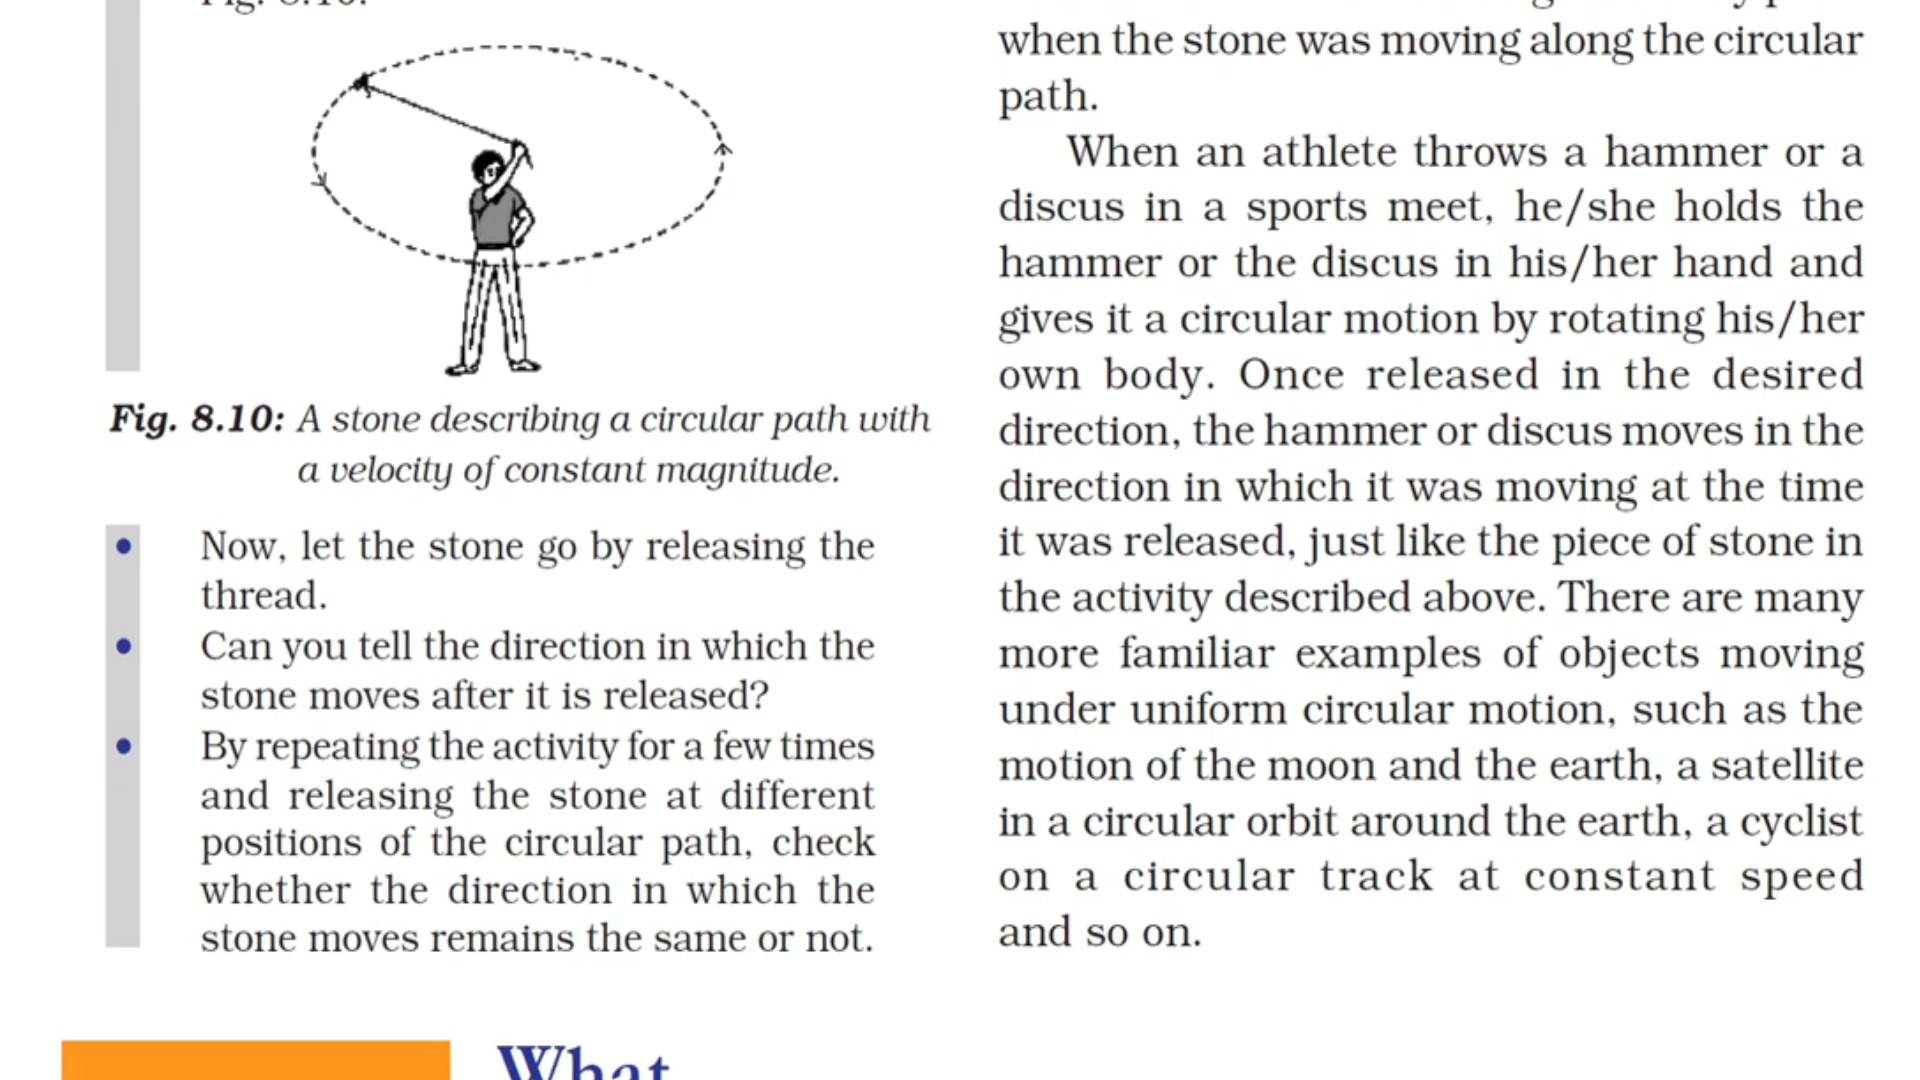 Fig. 8.10.
Fig. 8.10: A stone describing a circular path with
a velocity of constant magnitude.
• Now, let the stone go by releasing the
thread.
• Can you tell the direction in which the
stone moves after it is released?
• By repeating the activity for a few times
and releasing the stone at different
positions of the circular path, check
whether the direction in which the
stone moves remains the same or not.
when the stone was moving along the circular
path.
When an athlete throws a hammer or a
discus in a sports meet, he/she holds the
hammer or the discus in his/her hand and
gives it a circular motion by rotating his/her
own body. Once released in the desired
direction, the hammer or discus moves in the
direction in which it was moving at the time
it was released, just like the piece of stone in
the activity described above. There are many
more familiar examples of objects moving
under uniform circular motion, such as the
motion of the moon and the earth, a satellite
in a circular orbit around the earth, a cyclist
on a circular track at constant speed
and so on.
What